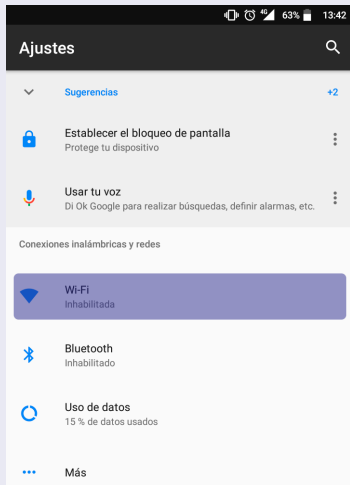 4G 63% 13:42
Ajustes
Sugerencias +2
Establecer el bloqueo de pantalla
Protege tu dispositivo
Usar tu voz
Di Ok Google para realizar búsquedas, definir alarmas, etc.
Conexiones inalámbricas y redes
Wi-Fi
Inhabilitada
Bluetooth
Inhabilitado
Uso de datos
15 % de datos usados
Más